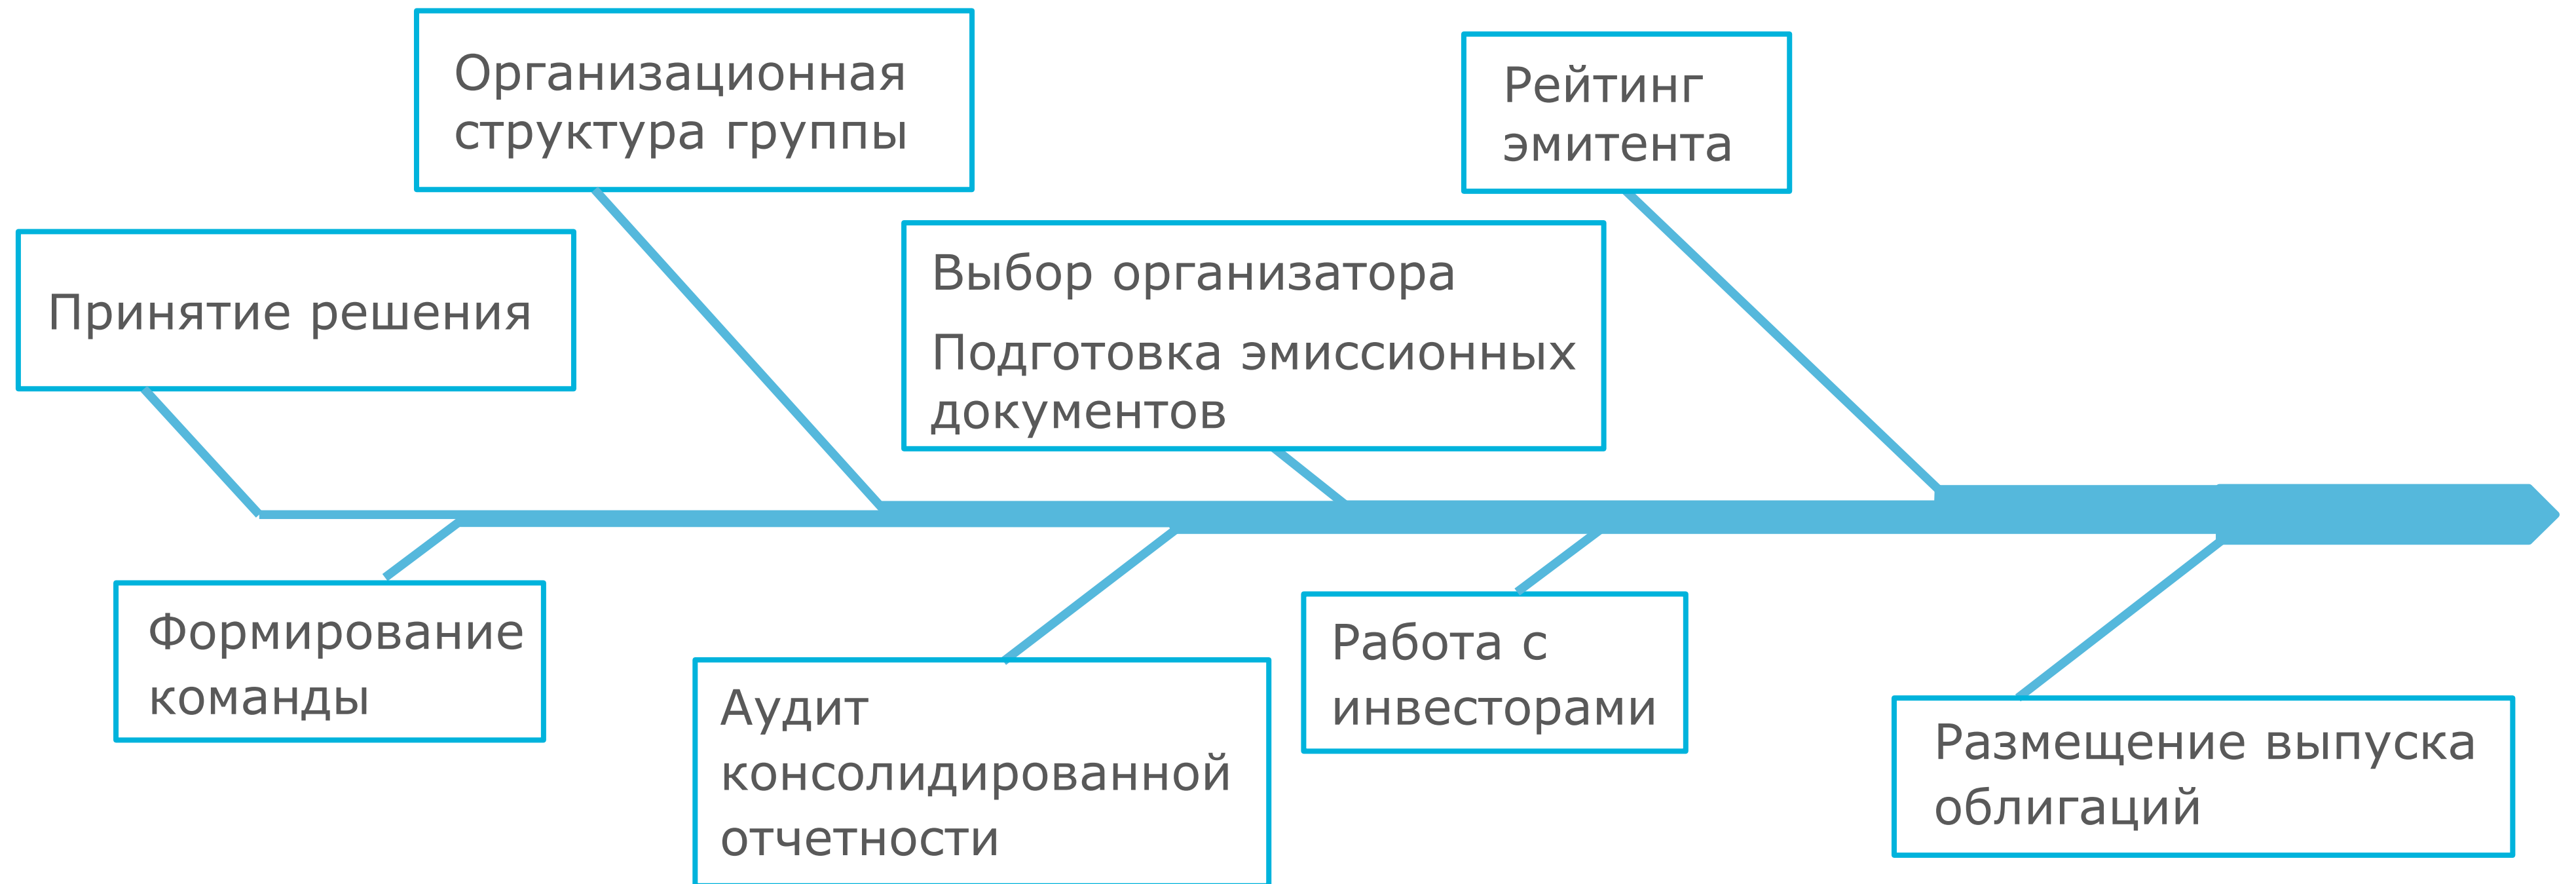 Организационная
структура группы
Рейтинг
эмитента
Принятие решения
Выбор организатора
Подготовка эмиссионных
документов
Формирование
команды
Аудит
консолидированной
отчетности
Работа с
инвесторами
Размещение выпуска
облигаций